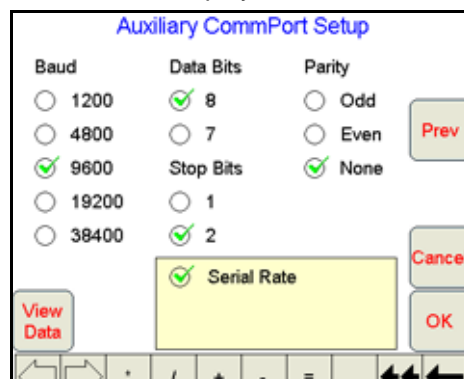 Auxiliary CommPort Setup
Baud Data Bits Parity
1200 8 Odd
4800 7 Even
Prev
9600 Stop Bits None
19200 1
38400 2
Cance
Serial Rate
View
Data
OK
* / + - =